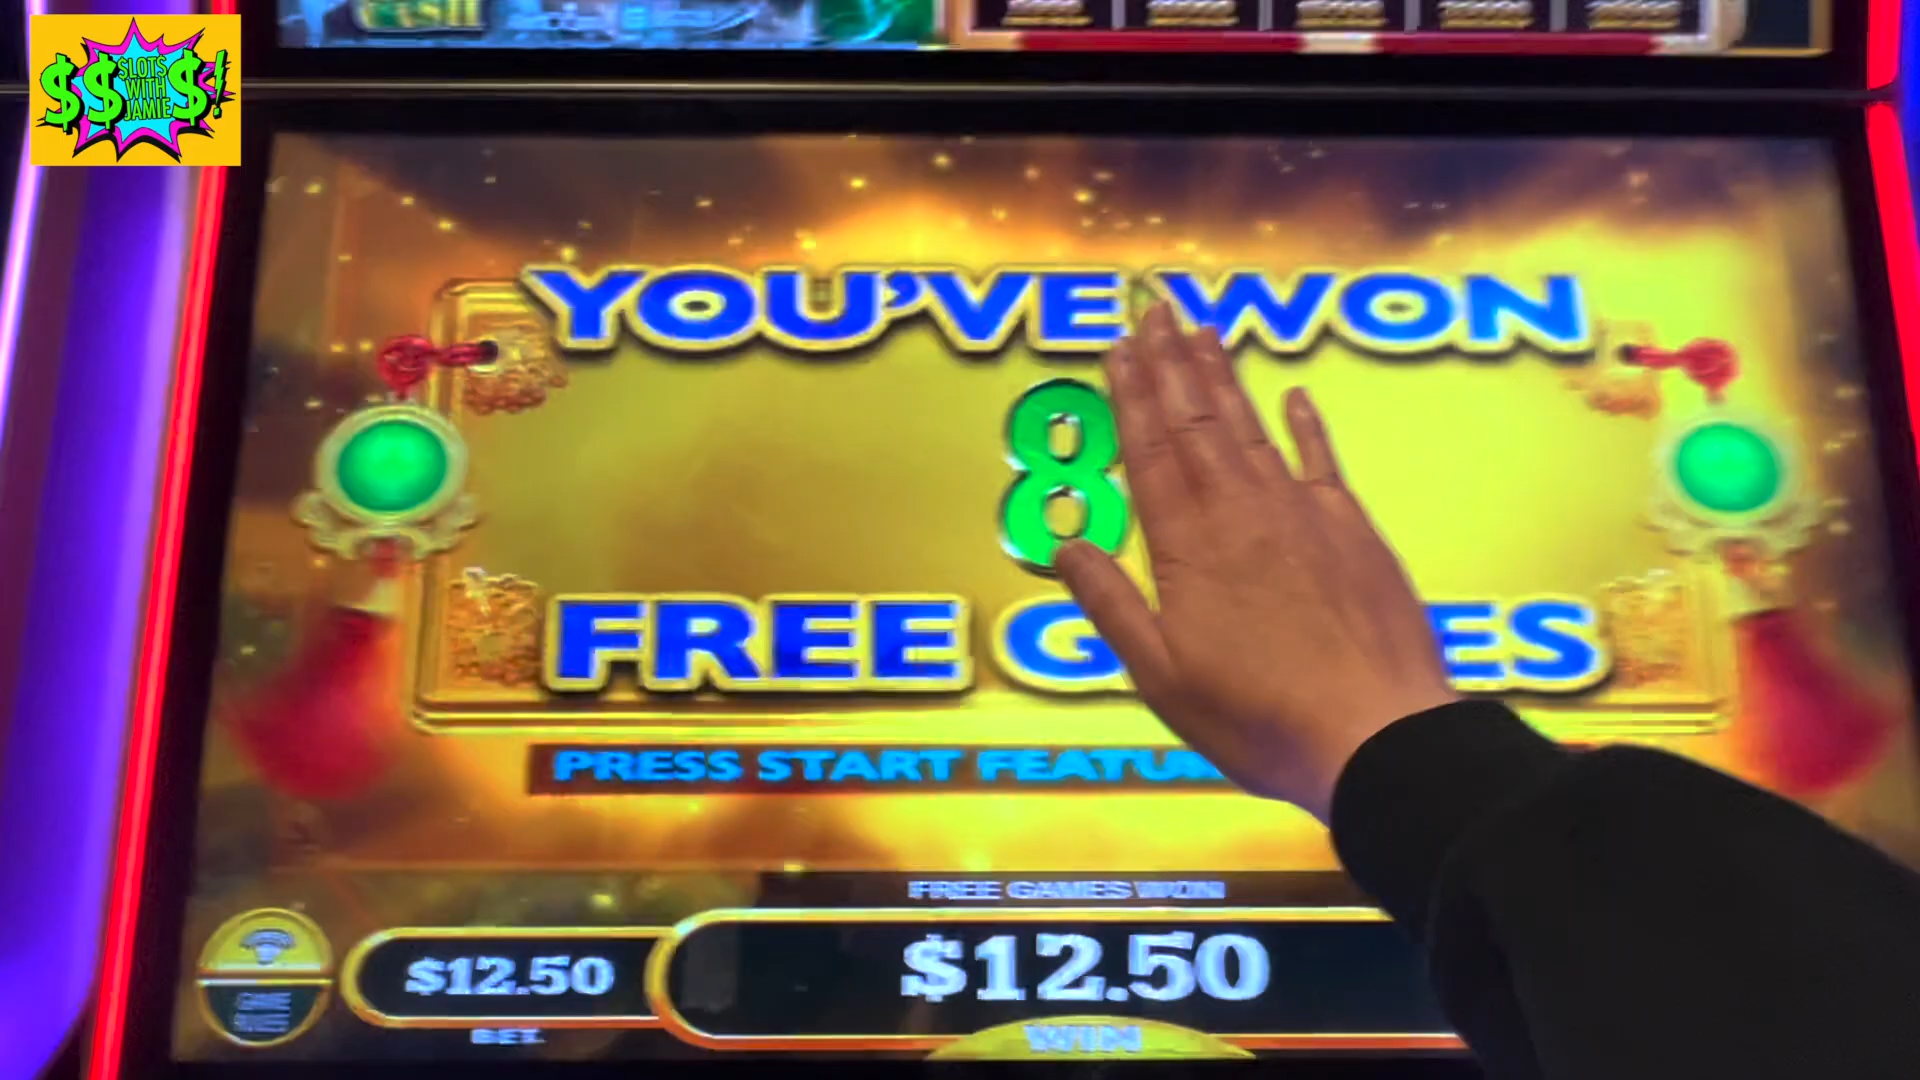 CASH
$$ SLOTS WITH JAMIE $!
YOU'VE WON
8
FREE G ES
PRESS START FEATU
FREE GAMES WON
$12.50
$12.50
BET
WIN